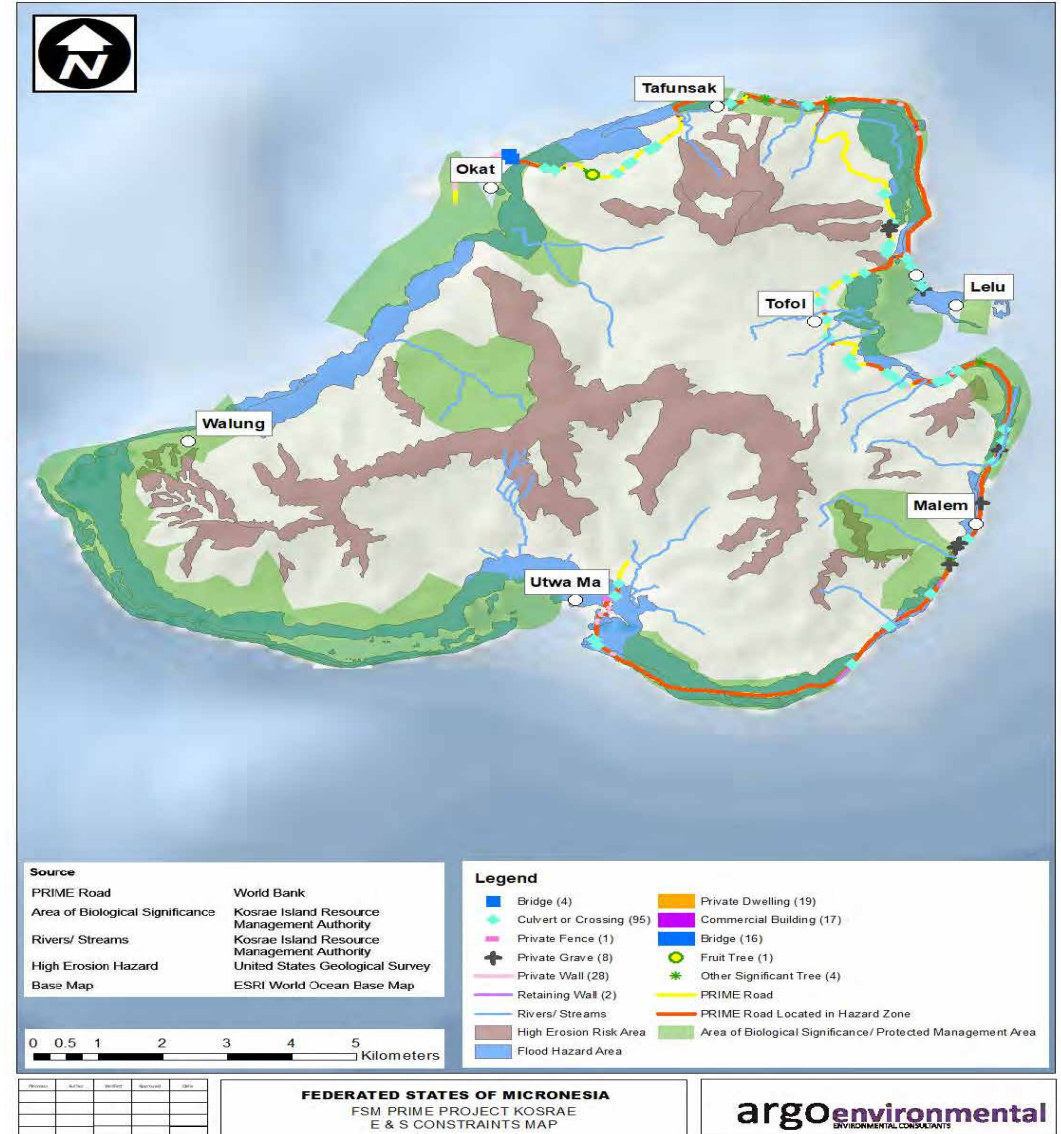 N
Tafunsak
Okat
Lelu
Tofol
Walung
Malem
Utwa Ma
Source
PRIME Road World Bank
Area of Biological Significance Kosrae Island Resource
Management Authority
Rivers/ Streams Kosrae Island Resource
Management Authority
High Erosion Hazard United States Geological Survey
Base Map ESRI World Ocean Base Map
0 0.5 1 2 3 4 5
Kilometers
Legend
Bridge (4)
Culvert or Crossing (95)
Private Fence (1)
Private Grave (8)
Private Wall (28)
Retaining Wall (2)
Rivers/ Streams
High Erosion Risk Area
Flood Hazard Area
Private Dwelling (19)
Commercial Building (17)
Bridge (16)
Fruit Tree (1)
Other Significant Tree (4)
PRIME Road
PRIME Road Located in Hazard Zone
Area of Biological Significance/ Protected Management Area
FEDERATED STATES OF MICRONESIA
FSM PRIME PROJECT KOSRAE
E & S CONSTRAINTS MAP
argoenvironmental
ENVIRONMENTAL CONSULTANTS